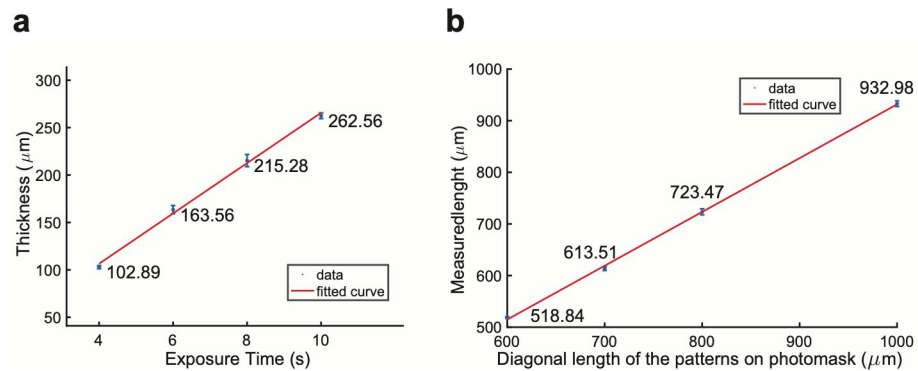 a
300
250
200
150
100
50
Thickness (μm)
102.89
163.56
215.28
262.56
data
fitted curve
4 6 8 10
Exposure Time (s)
b
1000
900
800
700
600
500
Measuredlenght (μm)
518.84
613.51
723.47
932.98
data
fitted curve
600 700 800 900 1000
Diagonal length of the patterns on photomask (μm)